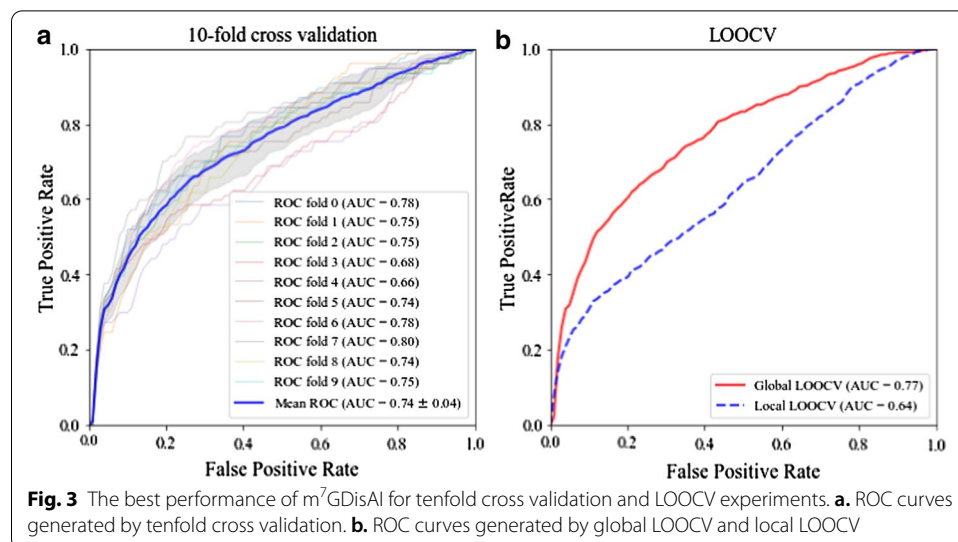 a
10-fold cross validation
1.0
0.8
0.6
0.4
0.2
0.0
True Positive Rate
ROC fold 0 (AUC = 0.78)
ROC fold 1 (AUC = 0.75)
ROC fold 2 (AUC = 0.75)
ROC fold 3 (AUC = 0.68)
ROC fold 4 (AUC = 0.66)
ROC fold 5 (AUC = 0.74)
ROC fold 6 (AUC = 0.78)
ROC fold 7 (AUC = 0.80)
ROC fold 8 (AUC = 0.74)
ROC fold 9 (AUC = 0.75)
Mean ROC (AUC = 0.74 ± 0.04)
0.0 0.2 0.4 0.6 0.8 1.0
False Positive Rate
b
LOOCV
1.0
0.8
0.6
0.4
0.2
0.0
True PositiveRate
Global LOOCV (AUC = 0.77)
Local LOOCV (AUC = 0.64)
0.0 0.2 0.4 0.6 0.8 1.0
False Positive Rate
Fig. 3 The best performance of m⁷GDisAI for tenfold cross validation and LOOCV experiments. a. ROC curves
generated by tenfold cross validation. b. ROC curves generated by global LOOCV and local LOOCV